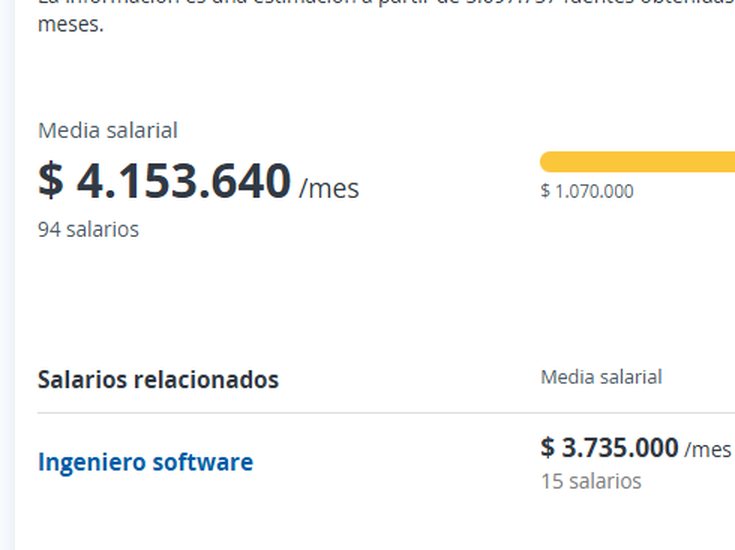 meses.
Media salarial
$ 4.153.640 /mes
$ 1.070.000
94 salarios
Salarios relacionados
Media salarial
Ingeniero software
$ 3.735.000 /mes
15 salarios